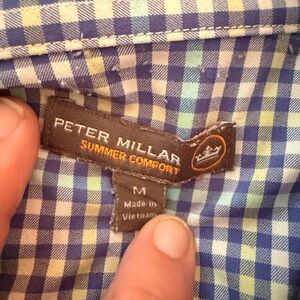 PETER MILLAR
SUMMER COMFORT
M
Made in
Vietnam